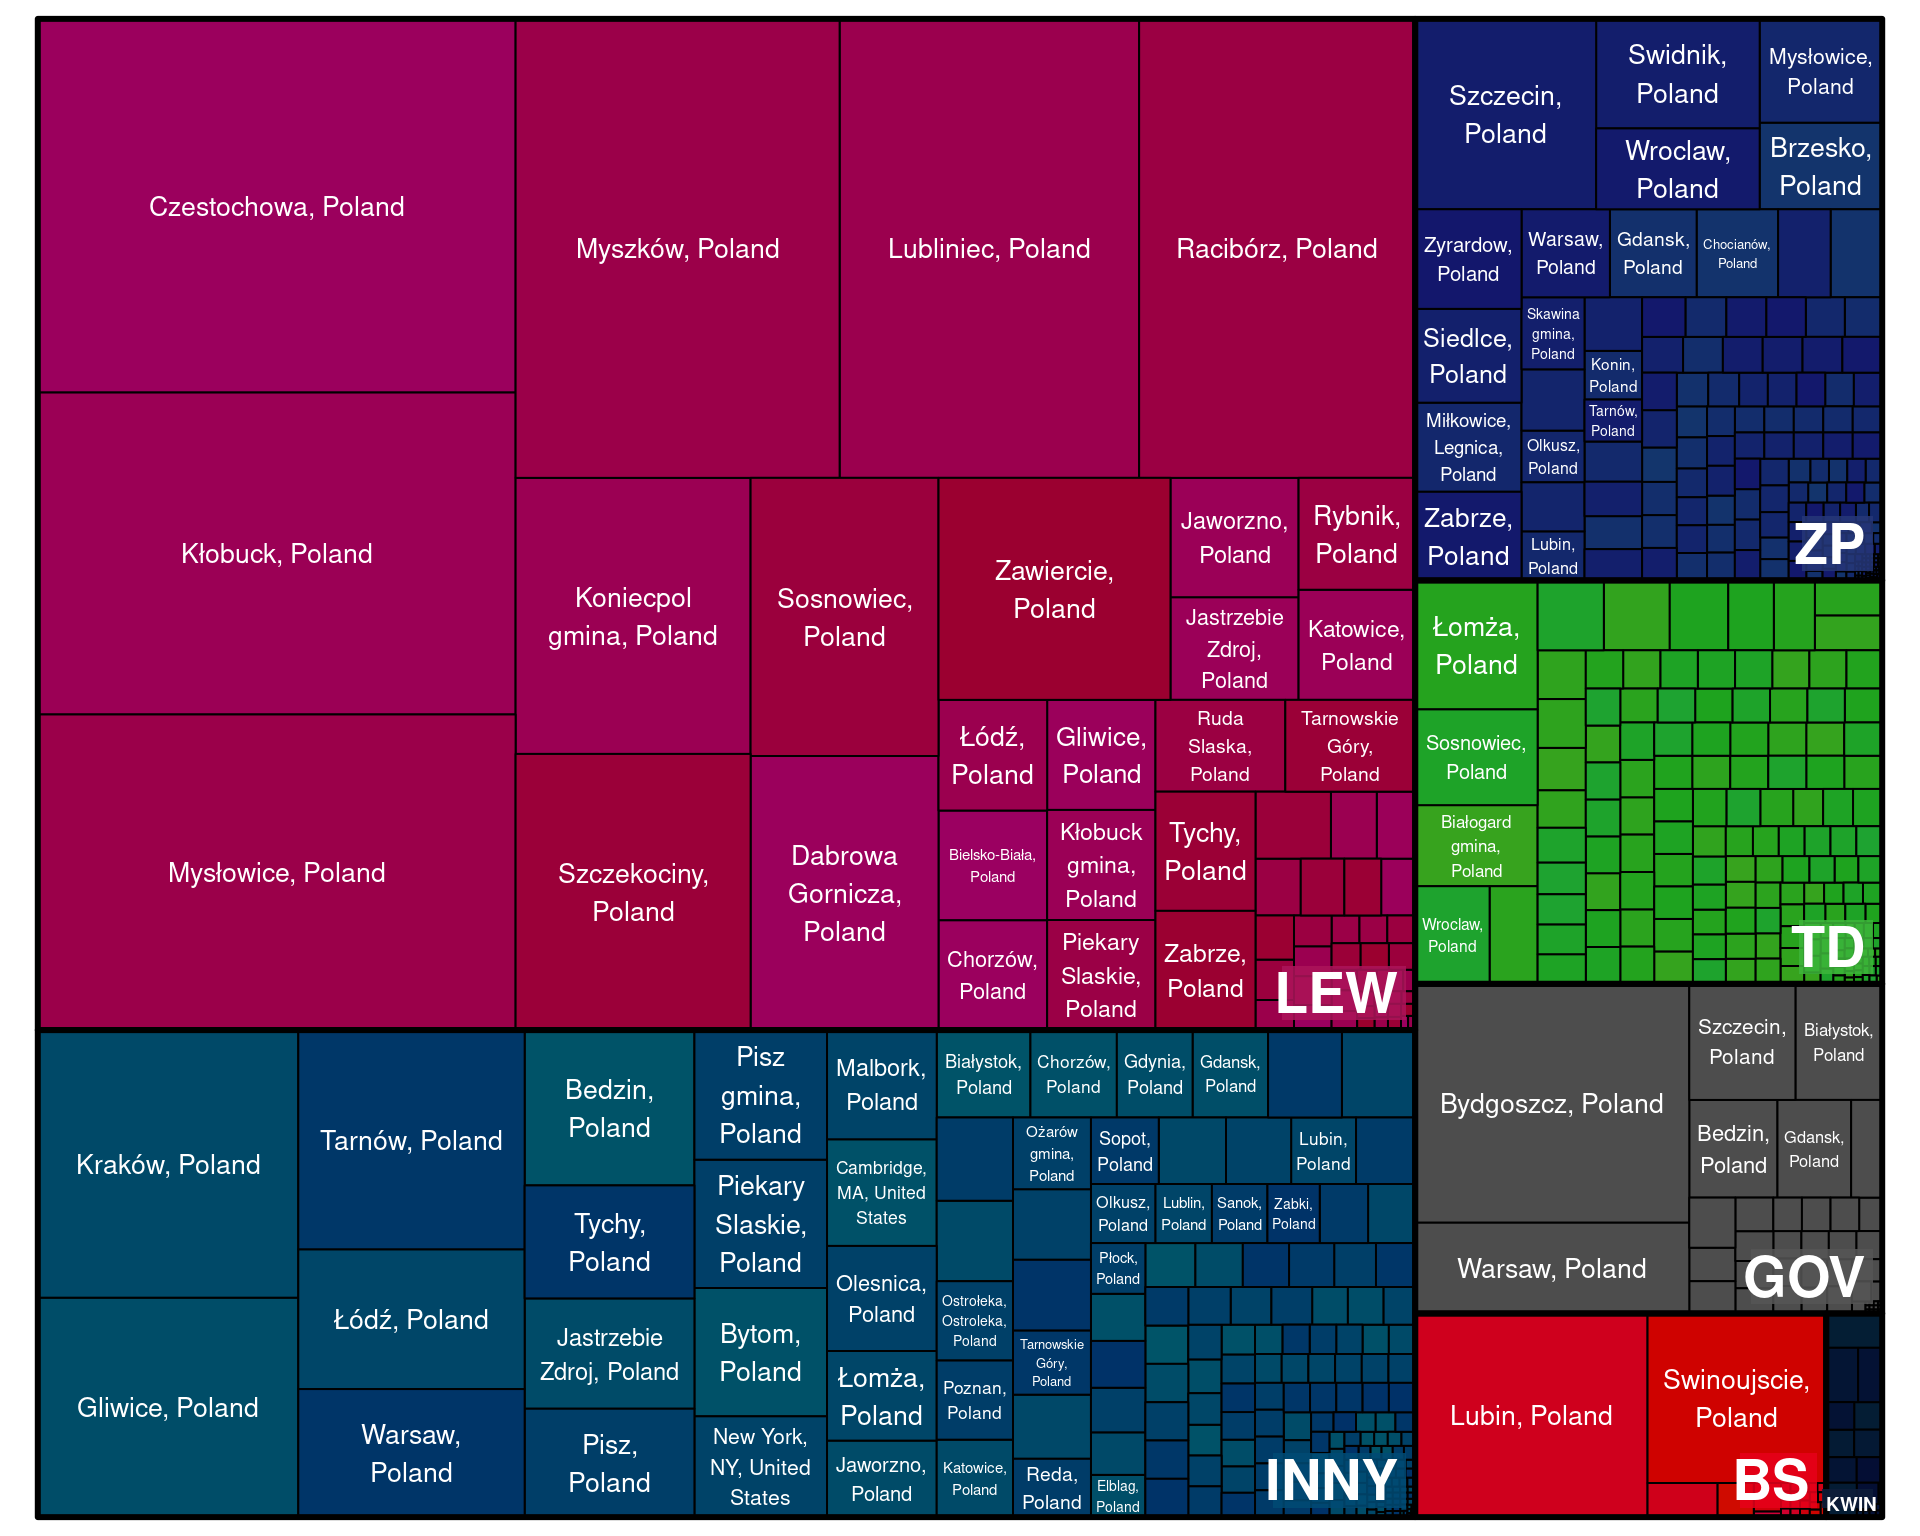 Czestochowa, Poland
Kłobuck, Poland
Mysłowice, Poland
Myszków, Poland
Lubliniec, Poland
Racibórz, Poland
Koniecpol
gmina, Poland
Szczekociny,
Poland
Sosnowiec,
Poland
Dabrowa
Gornicza,
Poland
Zawiercie,
Poland
Jaworzno,
Poland
Jastrzebie
Zdroj,
Poland
Rybnik,
Poland
Katowice,
Poland
Łódź,
Poland
Bielsko-Biała,
Poland
Chorzów,
Poland
Gliwice,
Poland
Kłobuck
gmina,
Poland
Piekary
Slaskie,
Poland
Ruda
Slaska,
Poland
Tarnowskie
Góry,
Poland
Tychy,
Poland
Zabrze,
Poland
LEW
Kraków, Poland
Gliwice, Poland
Tarnów, Poland
Łódź, Poland
Warsaw,
Poland
Bedzin,
Poland
Tychy,
Poland
Jastrzebie
Zdroj, Poland
Pisz,
Poland
Pisz
gmina,
Poland
Piekary
Slaskie,
Poland
Bytom,
Poland
New York,
NY, United
States
Malbork,
Poland
Cambridge,
MA, United
States
Olesnica,
Poland
Łomża,
Poland
Jaworzno,
Poland
Białystok,
Poland
Chorzów,
Poland
Gdynia,
Poland
Gdansk,
Poland
Ostrołeka,
Ostroleka,
Poland
Poznan,
Poland
Katowice,
Poland
Ożarów
gmina,
Poland
Tarnowskie
Góry,
Poland
Reda,
Poland
Sopot,
Poland
Lubin,
Poland
Olkusz,
Poland
Lublin,
Poland
Sanok,
Poland
Zabki,
Poland
Płock,
Poland
Elblag,
Poland
INNY
Szczecin,
Poland
Swidnik,
Poland
Wroclaw,
Poland
Mysłowice,
Poland
Brzesko,
Poland
Zyrardow,
Poland
Siedlce,
Poland
Miłkowice,
Legnica,
Poland
Zabrze,
Poland
Warsaw,
Poland
Gdansk,
Poland
Chocianów,
Poland
Skawina
gmina,
Poland
Olkusz,
Poland
Lubin,
Poland
Konin,
Poland
Tarnów,
Poland
ZP
Łomża,
Poland
Sosnowiec,
Poland
Białogard
gmina,
Poland
Wroclaw,
Poland
TD
Bydgoszcz, Poland
Warsaw, Poland
Szczecin,
Poland
Białystok,
Poland
Bedzin,
Poland
Gdansk,
Poland
GOV
Lubin, Poland
Swinoujscie,
Poland
BS
KWIN